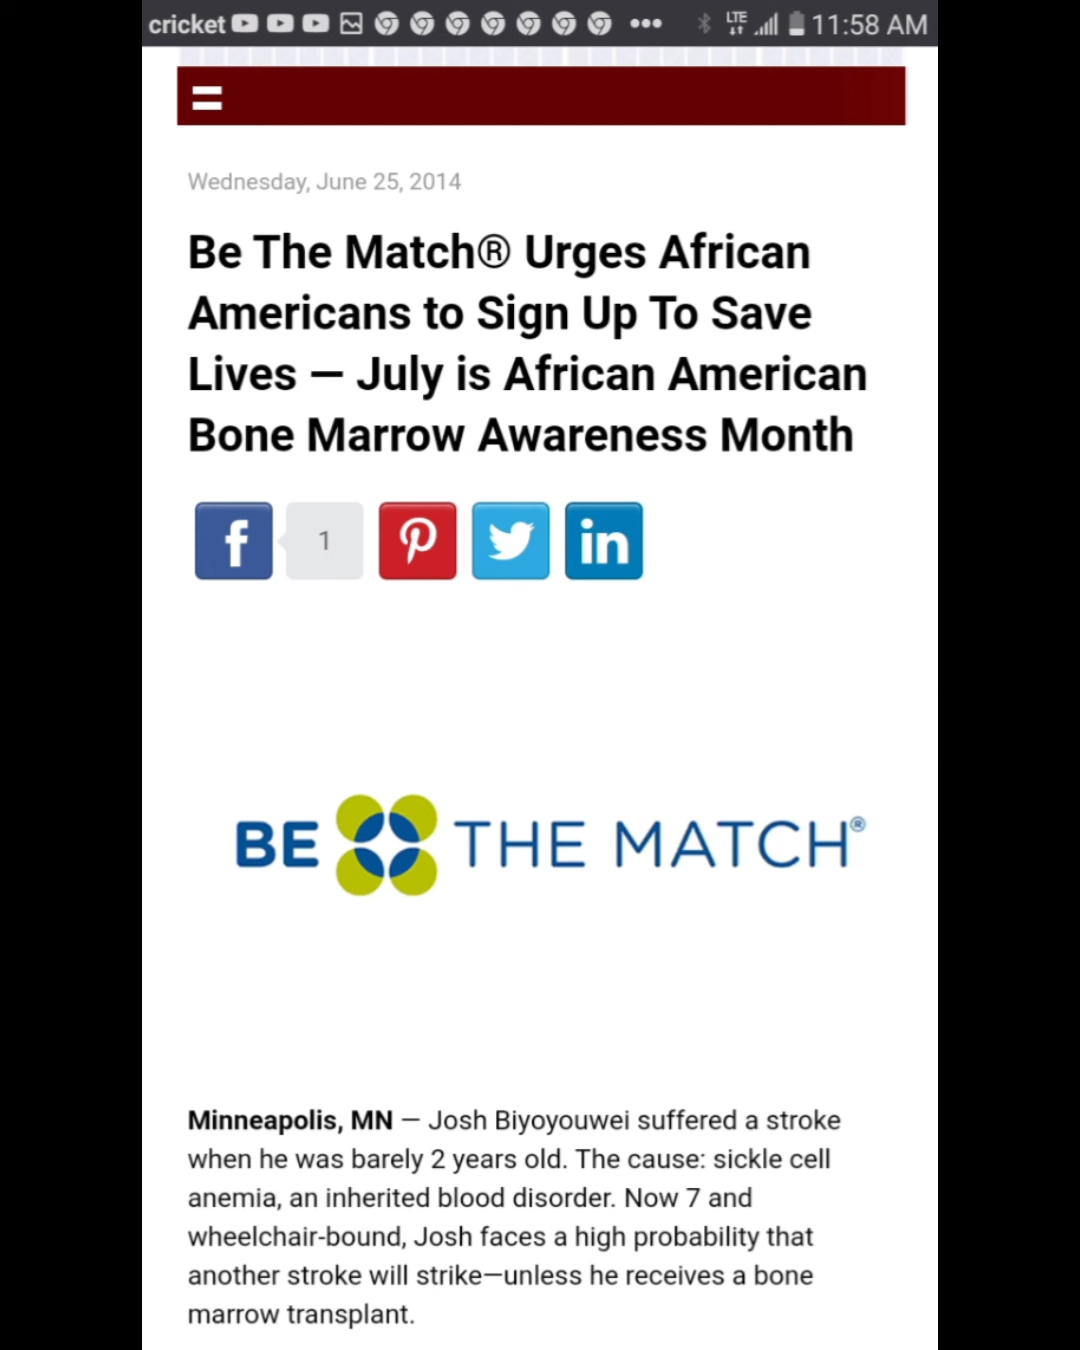 cricket LTE 11:58 AM
Wednesday, June 25, 2014
Be The Match® Urges African
Americans to Sign Up To Save
Lives — July is African American
Bone Marrow Awareness Month
f 1 in
BE THE MATCH®
Minneapolis, MN — Josh Biyoyouwei suffered a stroke
when he was barely 2 years old. The cause: sickle cell
anemia, an inherited blood disorder. Now 7 and
wheelchair-bound, Josh faces a high probability that
another stroke will strike—unless he receives a bone
marrow transplant.